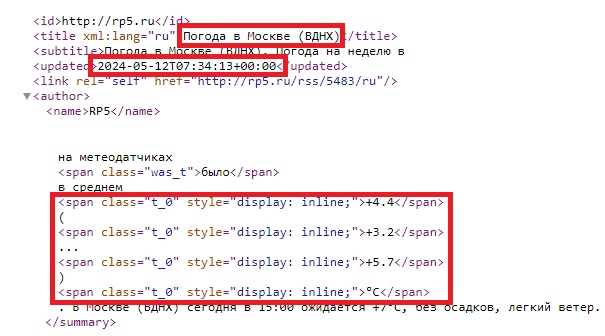 <id>http://rp5.ru</id>
<title xml:lang="ru">Погода в Москве (ВДНХ)</title>
<subtitle>Погода в Москве (ВДНХ). Погода на неделю в
<updated>2024-05-12T07:34:13+00:00</updated>
<link rel="self" href="http://rp5.ru/rss/5483/ru"/>
▼<author>
<name>RP5</name>
на метеодатчиках
<span class="was_t">было</span>
в среднем
<span class="t_0" style="display: inline;">+4.4</span>
(
<span class="t_0" style="display: inline;">+3.2</span>
...
<span class="t_0" style="display: inline;">+5.7</span>
)
<span class="t_0" style="display: inline;">°C</span>
. В Москве (ВДНХ) сегодня в 15:00 ожидается +7°C, без осадков, легкий ветер.
</summary>